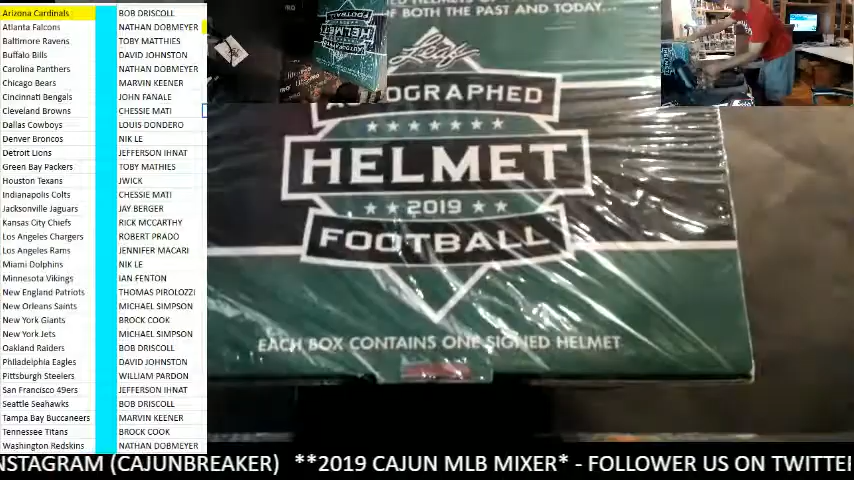 Arizona Cardinals BOB DRISCOLL
Atlanta Falcons NATHAN DOBMEYER
Baltimore Ravens TOBY MATTHIES
Buffalo Bills DAVID JOHNSTON
Carolina Panthers NATHAN DOBMEYER
Chicago Bears MARVIN KEENER
Cincinnati Bengals JOHN FANALE
Cleveland Browns CHESSIE MATI
Dallas Cowboys LOUIS DONDERO
Denver Broncos NIK LE
Detroit Lions JEFFERSON IHNAT
Green Bay Packers TOBY MATHIES
Houston Texans JWICK
Indianapolis Colts CHESSIE MATI
Jacksonville Jaguars JAY BERGER
Kansas City Chiefs RICK MCCARTHY
Los Angeles Chargers ROBERT PRADO
Los Angeles Rams JENNIFER MACARI
Miami Dolphins NIK LE
Minnesota Vikings IAN FENTON
New England Patriots THOMAS PIROLOZZI
New Orleans Saints MICHAEL SIMPSON
New York Giants BROCK COOK
New York Jets MICHAEL SIMPSON
Oakland Raiders BOB DRISCOLL
Philadelphia Eagles DAVID JOHNSTON
Pittsburgh Steelers WILLIAM PARDON
San Francisco 49ers JEFFERSON IHNAT
Seattle Seahawks BOB DRISCOLL
Tampa Bay Buccaneers MARVIN KEENER
Tennessee Titans BROCK COOK
Washington Redskins NATHAN DOBMEYER
OF BOTH THE PAST AND TODAY...
Leaf
AUTOGRAPHED
HELMET
2019
FOOTBALL
EACH BOX CONTAINS ONE SIGNED HELMET
FOOTBALL
HELMET
NSTAGRAM (CAJUNBREAKER) **2019 CAJUN MLB MIXER* - FOLLOWER US ON TWITTE